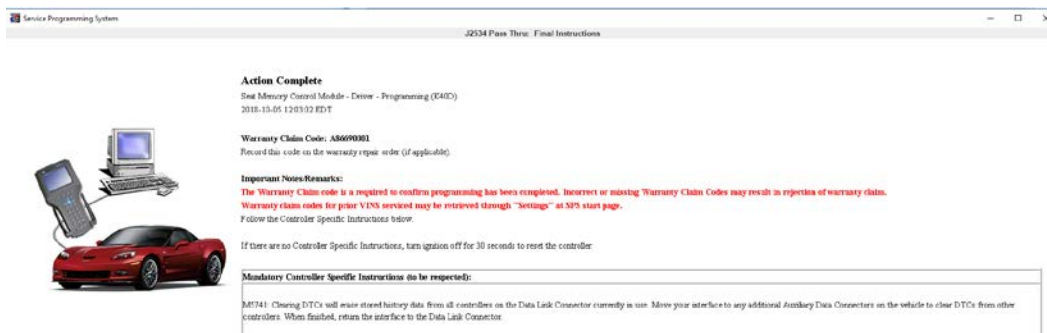 Service Programming System
J2534 Pass Thru: Final Instructions
Action Complete
Seat Memory Control Module - Driver - Programming (K40D)
2018-10-05 12:03:02 EDT
Warranty Claim Code: A86690001
Record this code on the warranty repair order (if applicable).
Important Notes/Remarks:
The Warranty Claim code is a required to confirm programming has been completed. Incorrect or missing Warranty Claim Codes may result in rejection of warranty claim.
Warranty claim codes for prior VINS serviced may be retrieved through "Settings" at SPS start page.
Follow the Controller Specific Instructions below.
If there are no Controller Specific Instructions, turn ignition off for 30 seconds to reset the controller
Mandatory Controller Specific Instructions (to be respected):
M5741: Clearing DTCs will erase stored history data from all controllers on the Data Link Connector currently in use. Move your interface to any additional Auxiliary Data Connectors on the vehicle to clear DTCs from other
controllers. When finished, return the interface to the Data Link Connector.